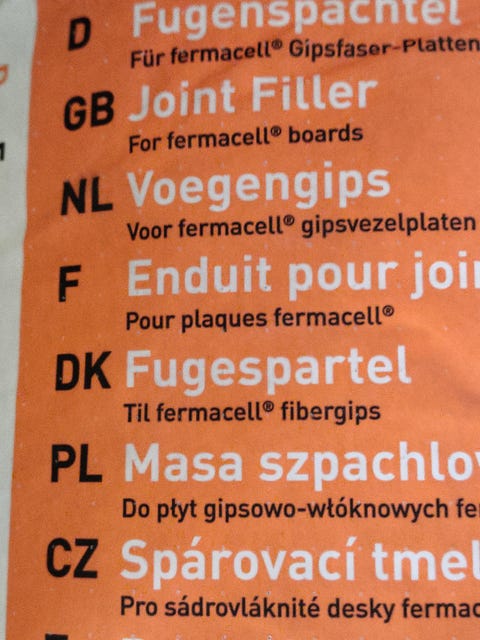 D Fugenspachtel
Für fermacell® Gipsfaser-Platten
GB Joint Filler
For fermacell® boards
NL Voegengips
Voor fermacell® gipsvezelplaten
F Enduit pour join
Pour plaques fermacell®
DK Fugespartel
Til fermacell® fibergips
PL Masa szpachlo
Do płyt gipsowo-włóknowych fe
CZ Spárovací tmel
Pro sádrovláknité desky fermac